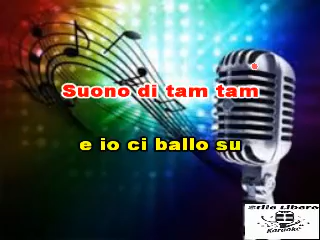 Suono di tam tam
e io ci ballo su
Stile Libero
Karaoke